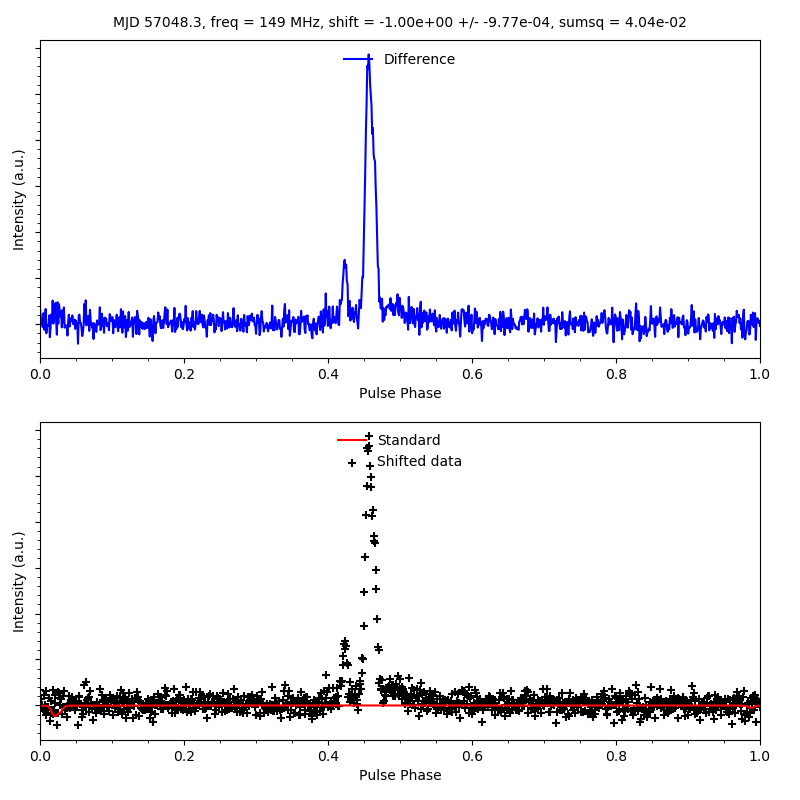 MJD 57048.3, freq = 149 MHz, shift = -1.00e+00 +/- -9.77e-04, sumsq = 4.04e-02
Difference
Intensity (a.u.)
0.0 0.2 0.4 0.6 0.8 1.0
Pulse Phase
Standard
Shifted data
Intensity (a.u.)
0.0 0.2 0.4 0.6 0.8 1.0
Pulse Phase